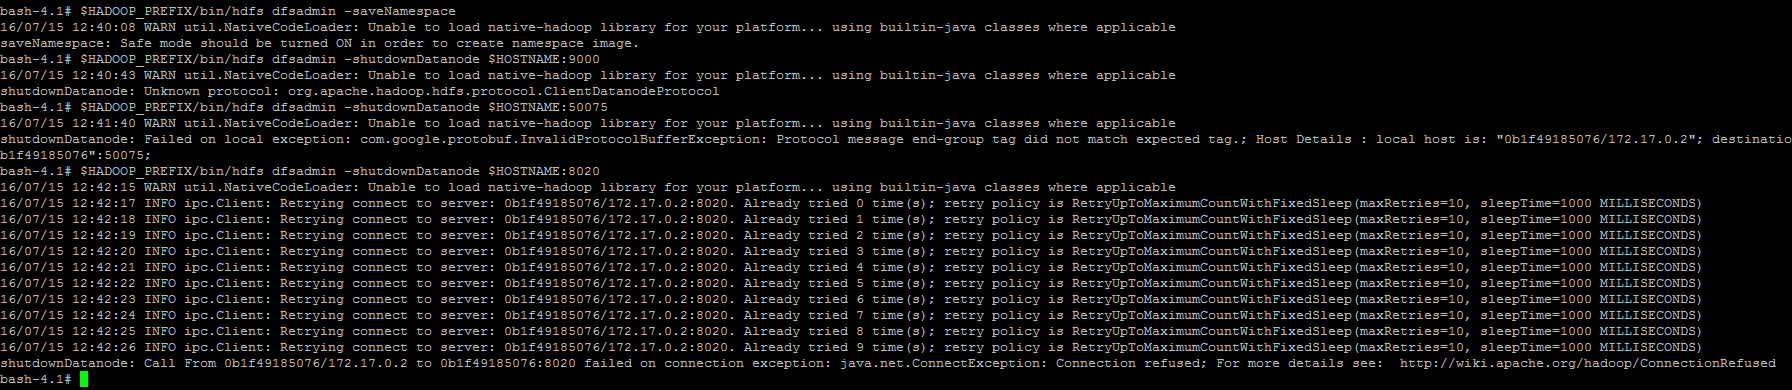 bash-4.1# $HADOOP_PREFIX/bin/hdfs dfsadmin -saveNamespace
16/07/15 12:40:08 WARN util.NativeCodeLoader: Unable to load native-hadoop library for your platform... using builtin-java classes where applicable
saveNamespace: Safe mode should be turned ON in order to create namespace image.
bash-4.1# $HADOOP_PREFIX/bin/hdfs dfsadmin -shutdownDatanode $HOSTNAME:9000
16/07/15 12:40:43 WARN util.NativeCodeLoader: Unable to load native-hadoop library for your platform... using builtin-java classes where applicable
shutdownDatanode: Unknown protocol: org.apache.hadoop.hdfs.protocol.ClientDatanodeProtocol
bash-4.1# $HADOOP_PREFIX/bin/hdfs dfsadmin -shutdownDatanode $HOSTNAME:50075
16/07/15 12:41:40 WARN util.NativeCodeLoader: Unable to load native-hadoop library for your platform... using builtin-java classes where applicable
shutdownDatanode: Failed on local exception: com.google.protobuf.InvalidProtocolBufferException: Protocol message end-group tag did not match expected tag.; Host Details : local host is: "0b1f49185076/172.17.0.2"; destinatio
b1f49185076":50075;
bash-4.1# $HADOOP_PREFIX/bin/hdfs dfsadmin -shutdownDatanode $HOSTNAME:8020
16/07/15 12:42:15 WARN util.NativeCodeLoader: Unable to load native-hadoop library for your platform... using builtin-java classes where applicable
16/07/15 12:42:17 INFO ipc.Client: Retrying connect to server: 0b1f49185076/172.17.0.2:8020. Already tried 0 time(s); retry policy is RetryUpToMaximumCountWithFixedSleep(maxRetries=10, sleepTime=1000 MILLISECONDS)
16/07/15 12:42:18 INFO ipc.Client: Retrying connect to server: 0b1f49185076/172.17.0.2:8020. Already tried 1 time(s); retry policy is RetryUpToMaximumCountWithFixedSleep(maxRetries=10, sleepTime=1000 MILLISECONDS)
16/07/15 12:42:19 INFO ipc.Client: Retrying connect to server: 0b1f49185076/172.17.0.2:8020. Already tried 2 time(s); retry policy is RetryUpToMaximumCountWithFixedSleep(maxRetries=10, sleepTime=1000 MILLISECONDS)
16/07/15 12:42:20 INFO ipc.Client: Retrying connect to server: 0b1f49185076/172.17.0.2:8020. Already tried 3 time(s); retry policy is RetryUpToMaximumCountWithFixedSleep(maxRetries=10, sleepTime=1000 MILLISECONDS)
16/07/15 12:42:21 INFO ipc.Client: Retrying connect to server: 0b1f49185076/172.17.0.2:8020. Already tried 4 time(s); retry policy is RetryUpToMaximumCountWithFixedSleep(maxRetries=10, sleepTime=1000 MILLISECONDS)
16/07/15 12:42:22 INFO ipc.Client: Retrying connect to server: 0b1f49185076/172.17.0.2:8020. Already tried 5 time(s); retry policy is RetryUpToMaximumCountWithFixedSleep(maxRetries=10, sleepTime=1000 MILLISECONDS)
16/07/15 12:42:23 INFO ipc.Client: Retrying connect to server: 0b1f49185076/172.17.0.2:8020. Already tried 6 time(s); retry policy is RetryUpToMaximumCountWithFixedSleep(maxRetries=10, sleepTime=1000 MILLISECONDS)
16/07/15 12:42:24 INFO ipc.Client: Retrying connect to server: 0b1f49185076/172.17.0.2:8020. Already tried 7 time(s); retry policy is RetryUpToMaximumCountWithFixedSleep(maxRetries=10, sleepTime=1000 MILLISECONDS)
16/07/15 12:42:25 INFO ipc.Client: Retrying connect to server: 0b1f49185076/172.17.0.2:8020. Already tried 8 time(s); retry policy is RetryUpToMaximumCountWithFixedSleep(maxRetries=10, sleepTime=1000 MILLISECONDS)
16/07/15 12:42:26 INFO ipc.Client: Retrying connect to server: 0b1f49185076/172.17.0.2:8020. Already tried 9 time(s); retry policy is RetryUpToMaximumCountWithFixedSleep(maxRetries=10, sleepTime=1000 MILLISECONDS)
shutdownDatanode: Call From 0b1f49185076/172.17.0.2 to 0b1f49185076:8020 failed on connection exception: java.net.ConnectException: Connection refused; For more details see:  http://wiki.apache.org/hadoop/ConnectionRefused
bash-4.1#